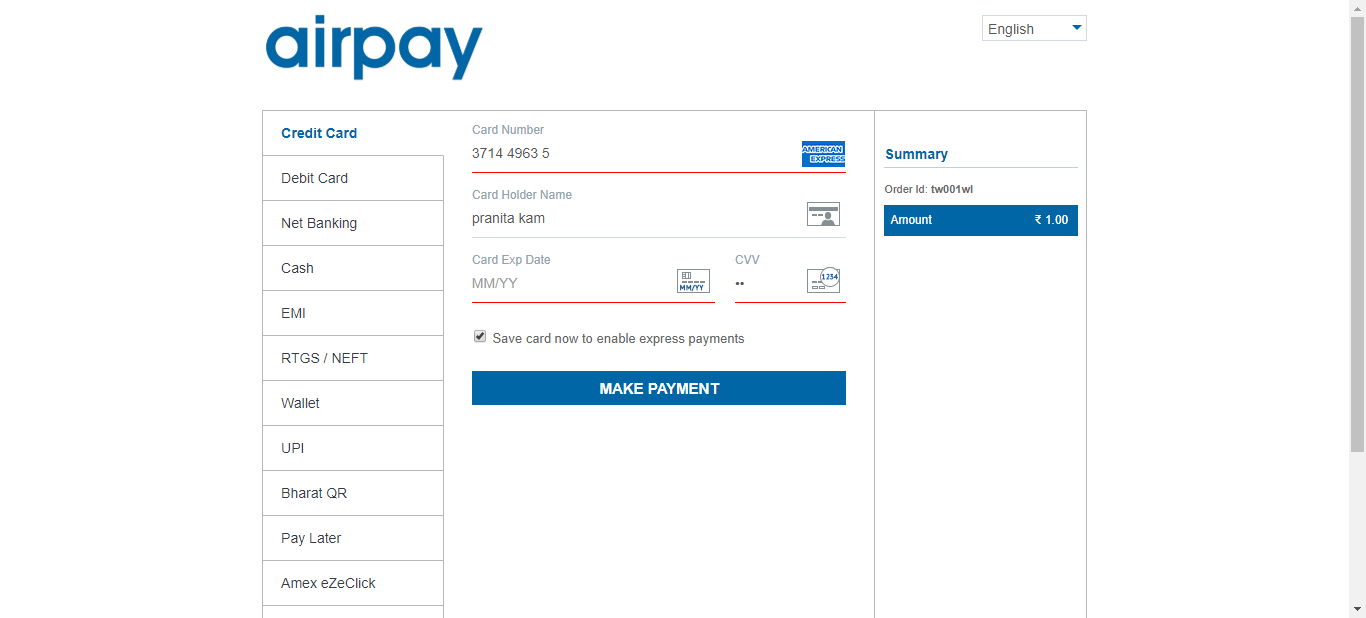 airpay
English
Credit Card
Debit Card
Net Banking
Cash
EMI
RTGS / NEFT
Wallet
UPI
Bharat QR
Pay Later
Amex eZeClick
Card Number
3714 4963 5
AMERICAN
EXPRESS
Card Holder Name
pranita kam
Card Exp Date
MM/YY
MM/YY
CVV
••
1234
Save card now to enable express payments
MAKE PAYMENT
Summary
Order Id: tw001wl
Amount ₹ 1.00